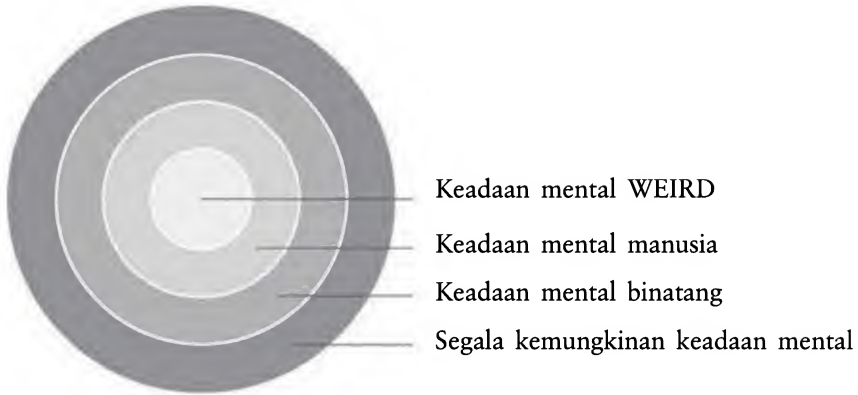 Keadaan mental WEIRD
Keadaan mental manusia
Keadaan mental binatang
Segala kemungkinan keadaan mental